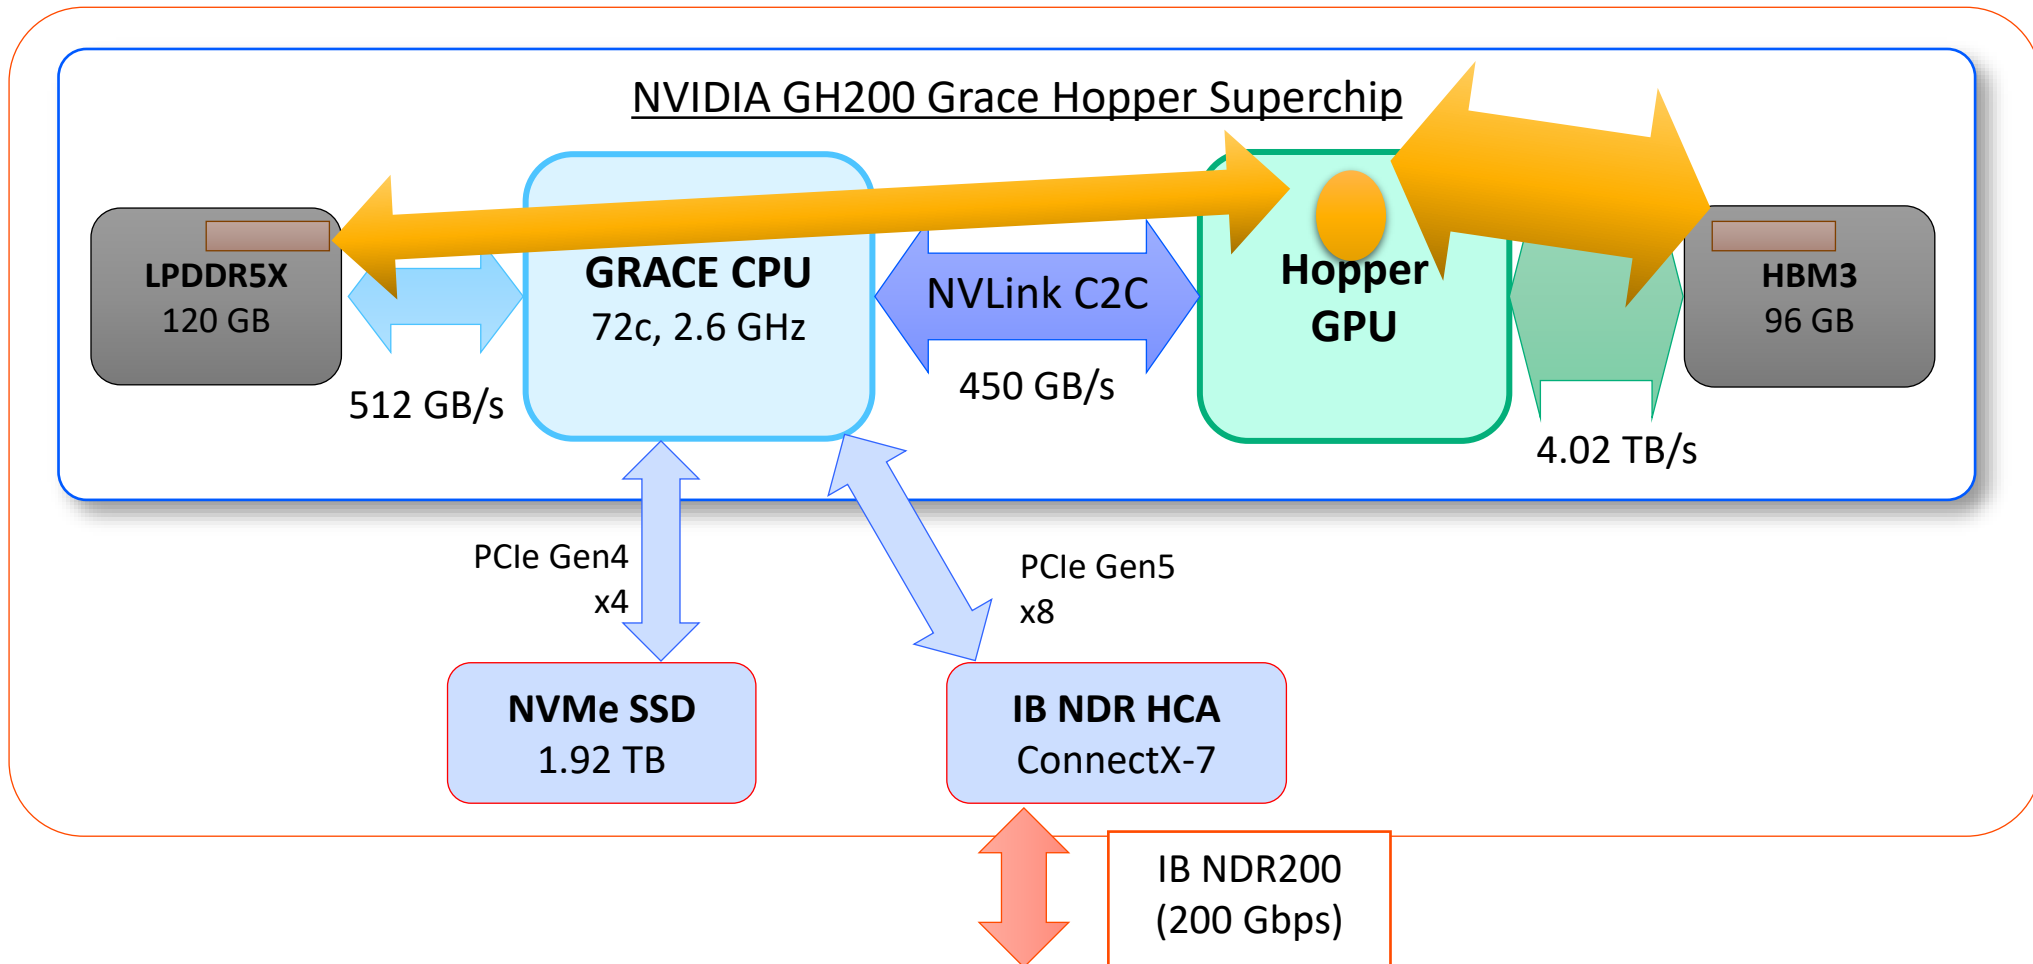 NVIDIA GH200 Grace Hopper Superchip
LPDDR5X
120 GB
512 GB/s
GRACE CPU
72c, 2.6 GHz
NVLink C2C
450 GB/s
Hopper
GPU
4.02 TB/s
HBM3
96 GB
PCIe Gen4
x4
PCIe Gen5
x8
NVMe SSD
1.92 TB
IB NDR HCA
ConnectX-7
IB NDR200
(200 Gbps)